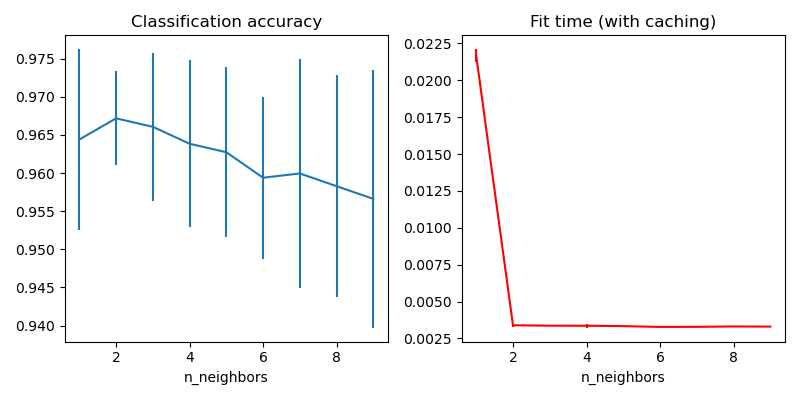 Classification accuracy
0.975
0.970
0.965
0.960
0.955
0.950
0.945
0.940
2 4 6 8
n_neighbors
Fit time (with caching)
0.0225
0.0200
0.0175
0.0150
0.0125
0.0100
0.0075
0.0050
0.0025
2 4 6 8
n_neighbors